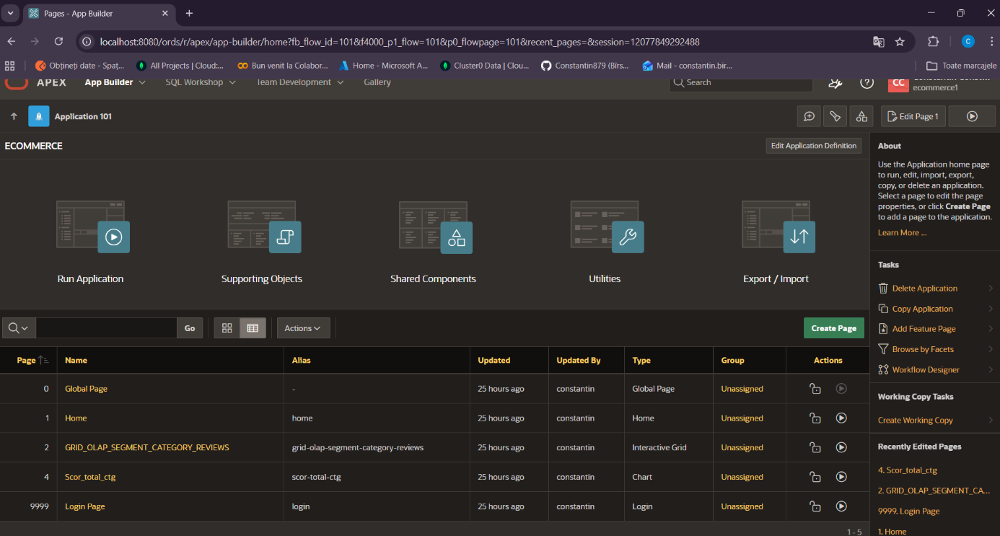 Pages - App Builder
localhost:8080/ords/r/apex/app-builder/home?fb_flow_id=101&f4000_p1_flow=101&p0_flowpage=101&recent_pages=&session=12077849292488
C
Obțineți date - Spaț...
All Projects | Cloud:...
Bun venit la Colabor...
Home - Microsoft A...
Cluster0 Data | Clou...
Constantin879 (Bîrs...
Mail - constantin.bir...
Toate marcajele
APEX
App Builder
SQL Workshop
Team Development
Gallery
Search
CC
ecommerce1
Application 101
Edit Page 1
ECOMMERCE
Edit Application Definition
Run Application
Supporting Objects
Shared Components
Utilities
Export / Import
Go
Actions
Create Page
Page Name Alias Updated Updated By Type Group Actions
0 Global Page - 25 hours ago constantin Global Page Unassigned
1 Home home 25 hours ago constantin Home Unassigned
2 GRID_OLAP_SEGMENT_CATEGORY_REVIEWS grid-olap-segment-category-reviews 25 hours ago constantin Interactive Grid Unassigned
4 Scor_total_ctg scor-total-ctg 25 hours ago constantin Chart Unassigned
9999 Login Page login 25 hours ago constantin Login Unassigned
1 - 5
About
Use the Application home page
to run, edit, import, export,
copy, or delete an application.
Select a page to edit the page
properties, or click Create Page
to add a page to the application.
Learn More ...
Tasks
Delete Application
Copy Application
Add Feature Page
Browse by Facets
Workflow Designer
Working Copy Tasks
Create Working Copy
Recently Edited Pages
4. Scor_total_ctg
2. GRID_OLAP_SEGMENT_CA...
9999. Login Page
1. Home